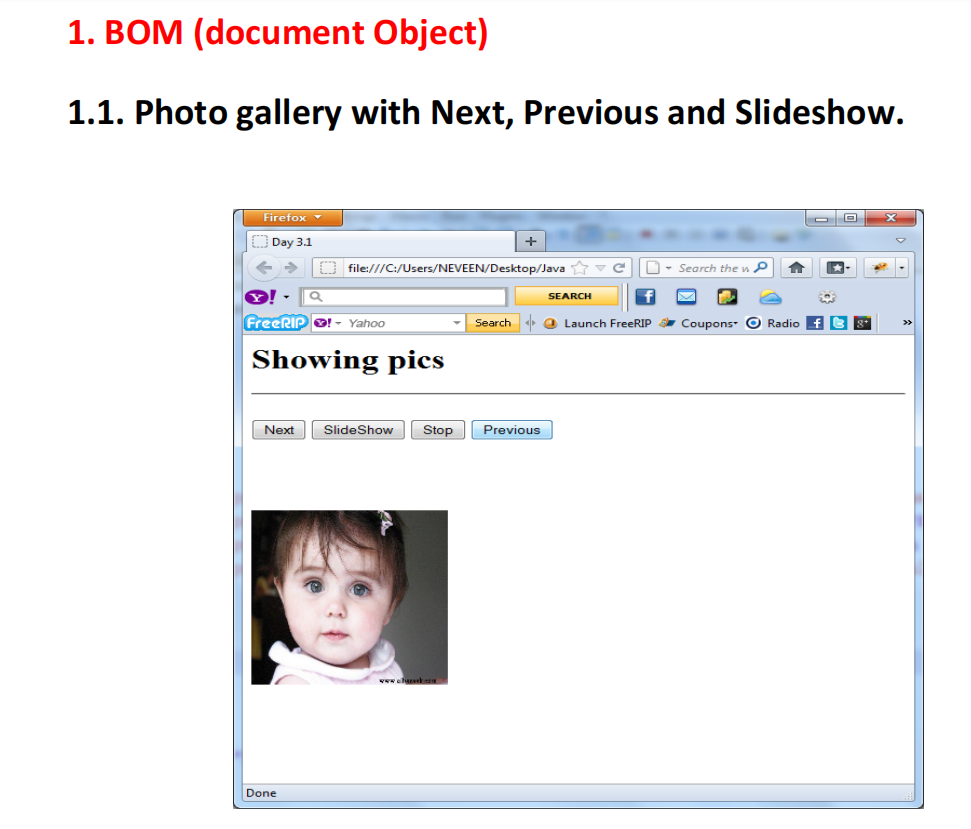 1. BOM (document Object)
1.1. Photo gallery with Next, Previous and Slideshow.
Firefox
Day 3.1
file:///C:/Users/NEVEEN/Desktop/Java
Search the w
Y!
SEARCH
FreeRIP Y! - Yahoo Search Launch FreeRIP Coupons Radio »
Showing pics
Next SlideShow Stop Previous
Done